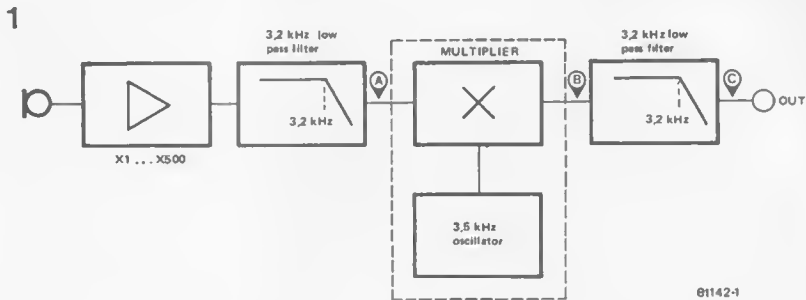 1
3,2 kHz low
pass filter
MULTIPLIER
3,2 kHz low
pass filter
A
B
C
3,2 kHz
3,2 kHz
OUT
X1 ... X500
3,5 kHz
oscillator
81142-1